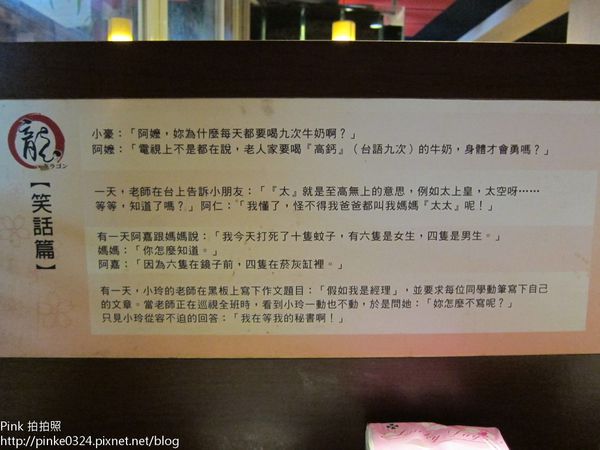 龍
ラゴン
【笑話篇】
小豪：「阿嬤，妳為什麼每天都要喝九次牛奶啊？」
阿嬤：「電視上不是都在說，老人家要喝『高鈣』（台語九次）的牛奶，身體才會勇嗎？」
一天，老師在台上告訴小朋友：「『太』就是至高無上的意思，例如太上皇，太空呀……
等等，知道了嗎？」阿仁：「我懂了，怪不得我爸爸都叫我媽媽『太太』呢！」
有一天阿嘉跟媽媽說：「我今天打死了十隻蚊子，有六隻是女生，四隻是男生。」
媽媽：「你怎麼知道。」
阿嘉：「因為六隻在鏡子前，四隻在菸灰缸裡。」
有一天，小玲的老師在黑板上寫下作文題目：「假如我是經理」，並要求每位同學動筆寫下自己
的文章。當老師正在巡視全班時，看到小玲一動也不動，於是問她：「妳怎麼不寫呢？」
只見小玲從容不迫的回答：「我在等我的秘書啊！」
Pink 拍拍照
http://pinke0324.pixnet.net/blog